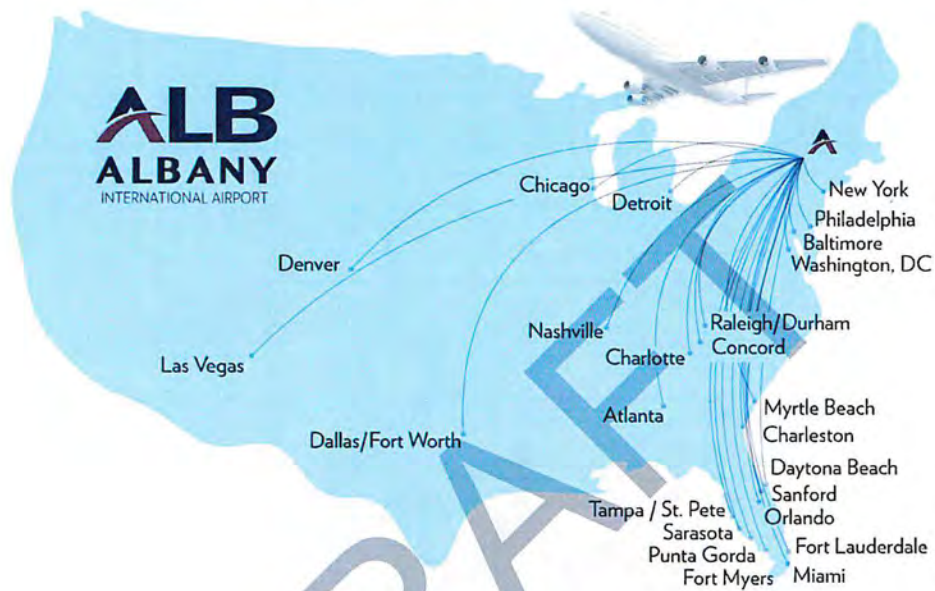 ALB
ALBANY
INTERNATIONAL AIRPORT
Chicago
Detroit
New York
Philadelphia
Baltimore
Washington, DC
Denver
Nashville
Raleigh/Durham
Concord
Las Vegas
Charlotte
Atlanta
Myrtle Beach
Charleston
Dallas/Fort Worth
Daytona Beach
Sanford
Orlando
Tampa / St. Pete
Sarasota
Punta Gorda
Fort Myers
Fort Lauderdale
Miami
DRAFT